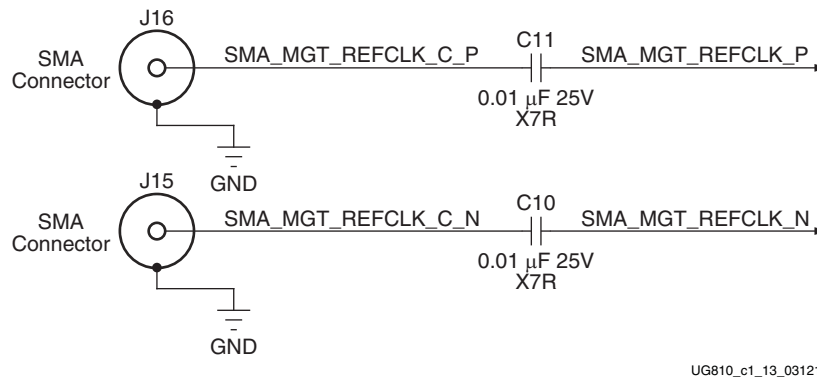 J16
SMA
Connector
SMA_MGT_REFCLK_C_P
C11
SMA_MGT_REFCLK_P
0.01 μF 25V
X7R
GND
J15
SMA
Connector
SMA_MGT_REFCLK_C_N
C10
SMA_MGT_REFCLK_N
0.01 μF 25V
X7R
GND
UG810_c1_13_03121